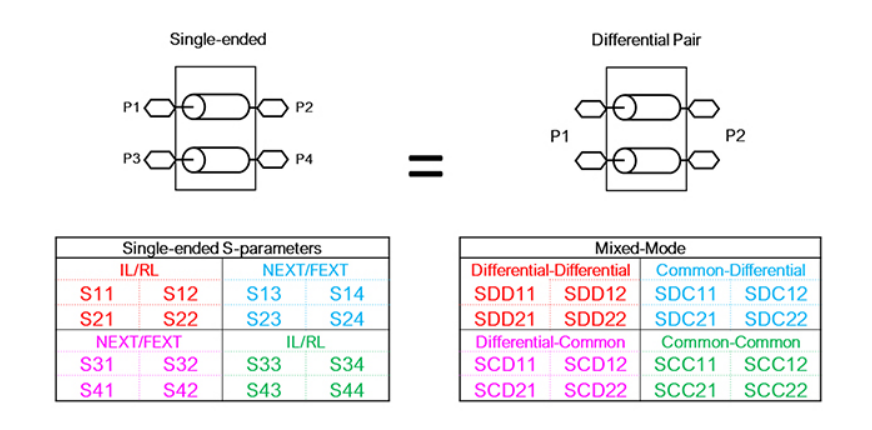 Single-ended
Differential Pair
P1 P2
P3 P4
=
P1 P2
Single-ended S-parameters
IL/RL NEXT/FEXT
S11 S12 S13 S14
S21 S22 S23 S24
NEXT/FEXT IL/RL
S31 S32 S33 S34
S41 S42 S43 S44
Mixed-Mode
Differential-Differential Common-Differential
SDD11 SDD12 SDC11 SDC12
SDD21 SDD22 SDC21 SDC22
Differential-Common Common-Common
SCD11 SCD12 SCC11 SCC12
SCD21 SCD22 SCC21 SCC22